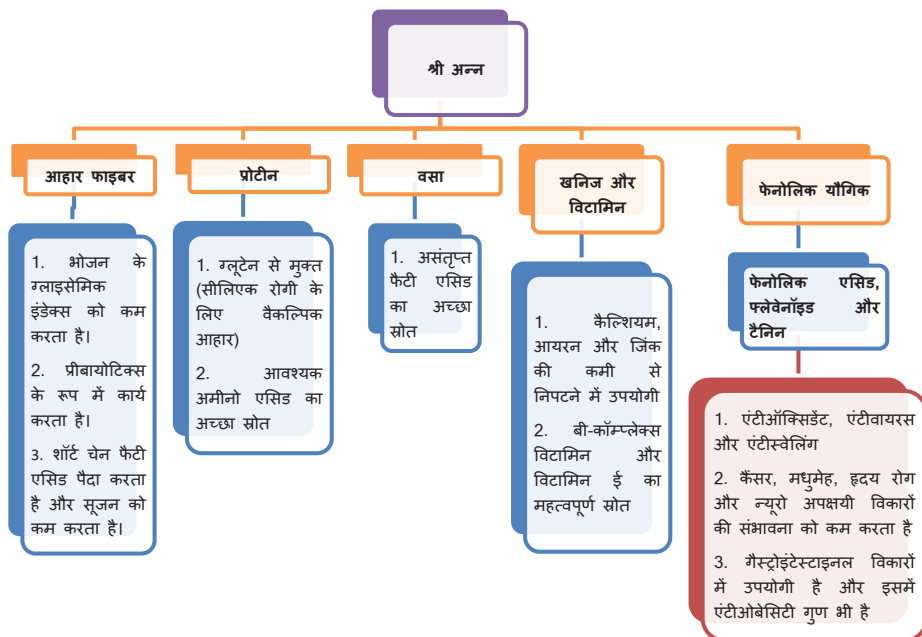 श्री अन्न
आहार फाइबर
1. भोजन के
ग्लाइसेमिक
इंडेक्स को कम
करता है।
2. प्रीबायोटिक्स
के रूप में कार्य
करता है।
3. शॉर्ट चेन फैटी
एसिड पैदा करता
है और सूजन को
कम करता है।
प्रोटीन
1. ग्लूटेन से मुक्त
(सीलिएक रोगी के
लिए वैकल्पिक
आहार)
2. आवश्यक
अमीनो एसिड का
अच्छा स्रोत
वसा
1. असंतृप्त
फैटी एसिड
का अच्छा
स्रोत
खनिज और
विटामिन
1. कैल्शियम,
आयरन और जिंक
की कमी से
निपटने में उपयोगी
2. बी-कॉम्प्लेक्स
विटामिन और
विटामिन ई का
महत्वपूर्ण स्रोत
फेनोलिक यौगिक
फेनोलिक एसिड,
फ्लेवेनॉइड और
टैनिन
1. एंटीऑक्सिडेंट, एंटीवायरस
और एंटीस्वेलिंग
2. कैंसर, मधुमेह, हृदय रोग
और न्यूरो अपक्षयी विकारों
की संभावना को कम करता है
3. गैस्ट्रोइंटेस्टाइनल विकारों
में उपयोगी है और इसमें
एंटीओबेसिटी गुण भी है